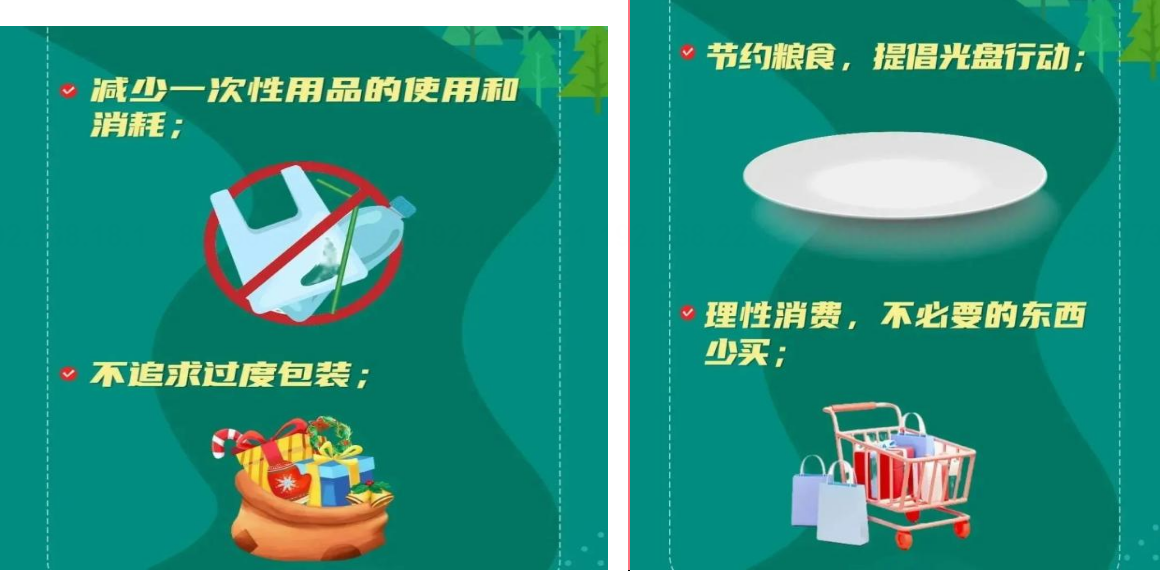 减少一次性用品的使用和
消耗；
不追求过度包装；
节约粮食，提倡光盘行动；
理性消费，不必要的东西
少买；